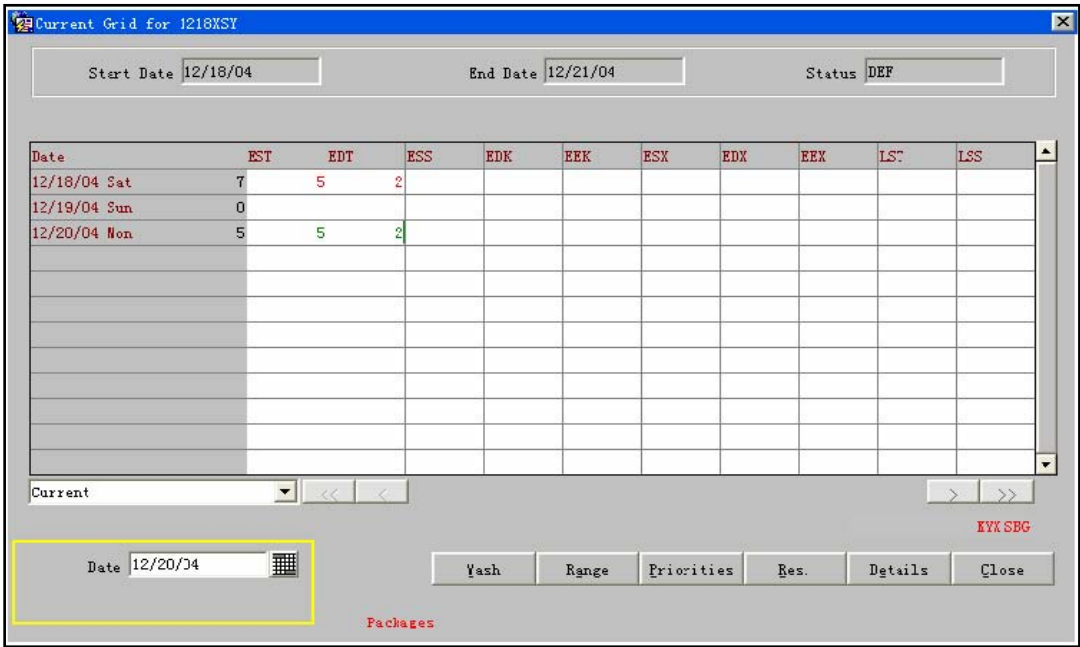 Current Grid for 1218XSY
Start Date 12/18/04 End Date 12/21/04 Status DEF
Date EST EDT ESS EDK EEK ESX EDX EEX LST LSS
12/18/04 Sat 7 5 2
12/19/04 Sun 0
12/20/04 Mon 5 5 2
Current << < > >>
Date 12/20/04 Wash Range Priorities Res. Details Close
Packages